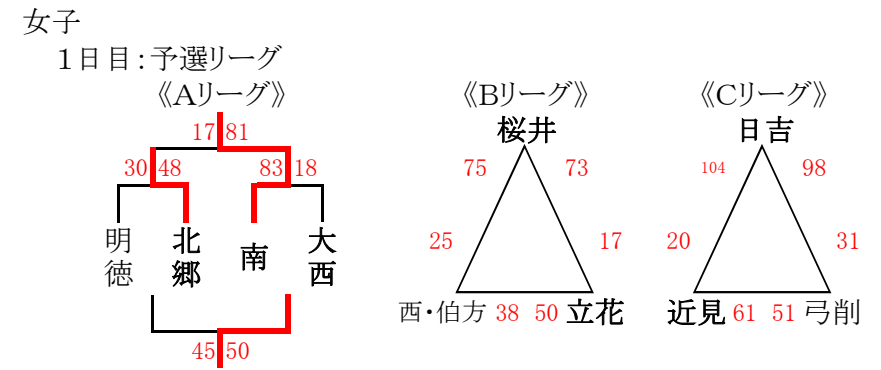 女子
1日目:予選リーグ
《Aリーグ》 《Bリーグ》 《Cリーグ》
桜井 日吉
17 81
30 48 83 18 75 73 104 98
明徳 北郷 南 大西
25 17 20 31
西・伯方 38 50 立花 近見 61 51 弓削
45 50